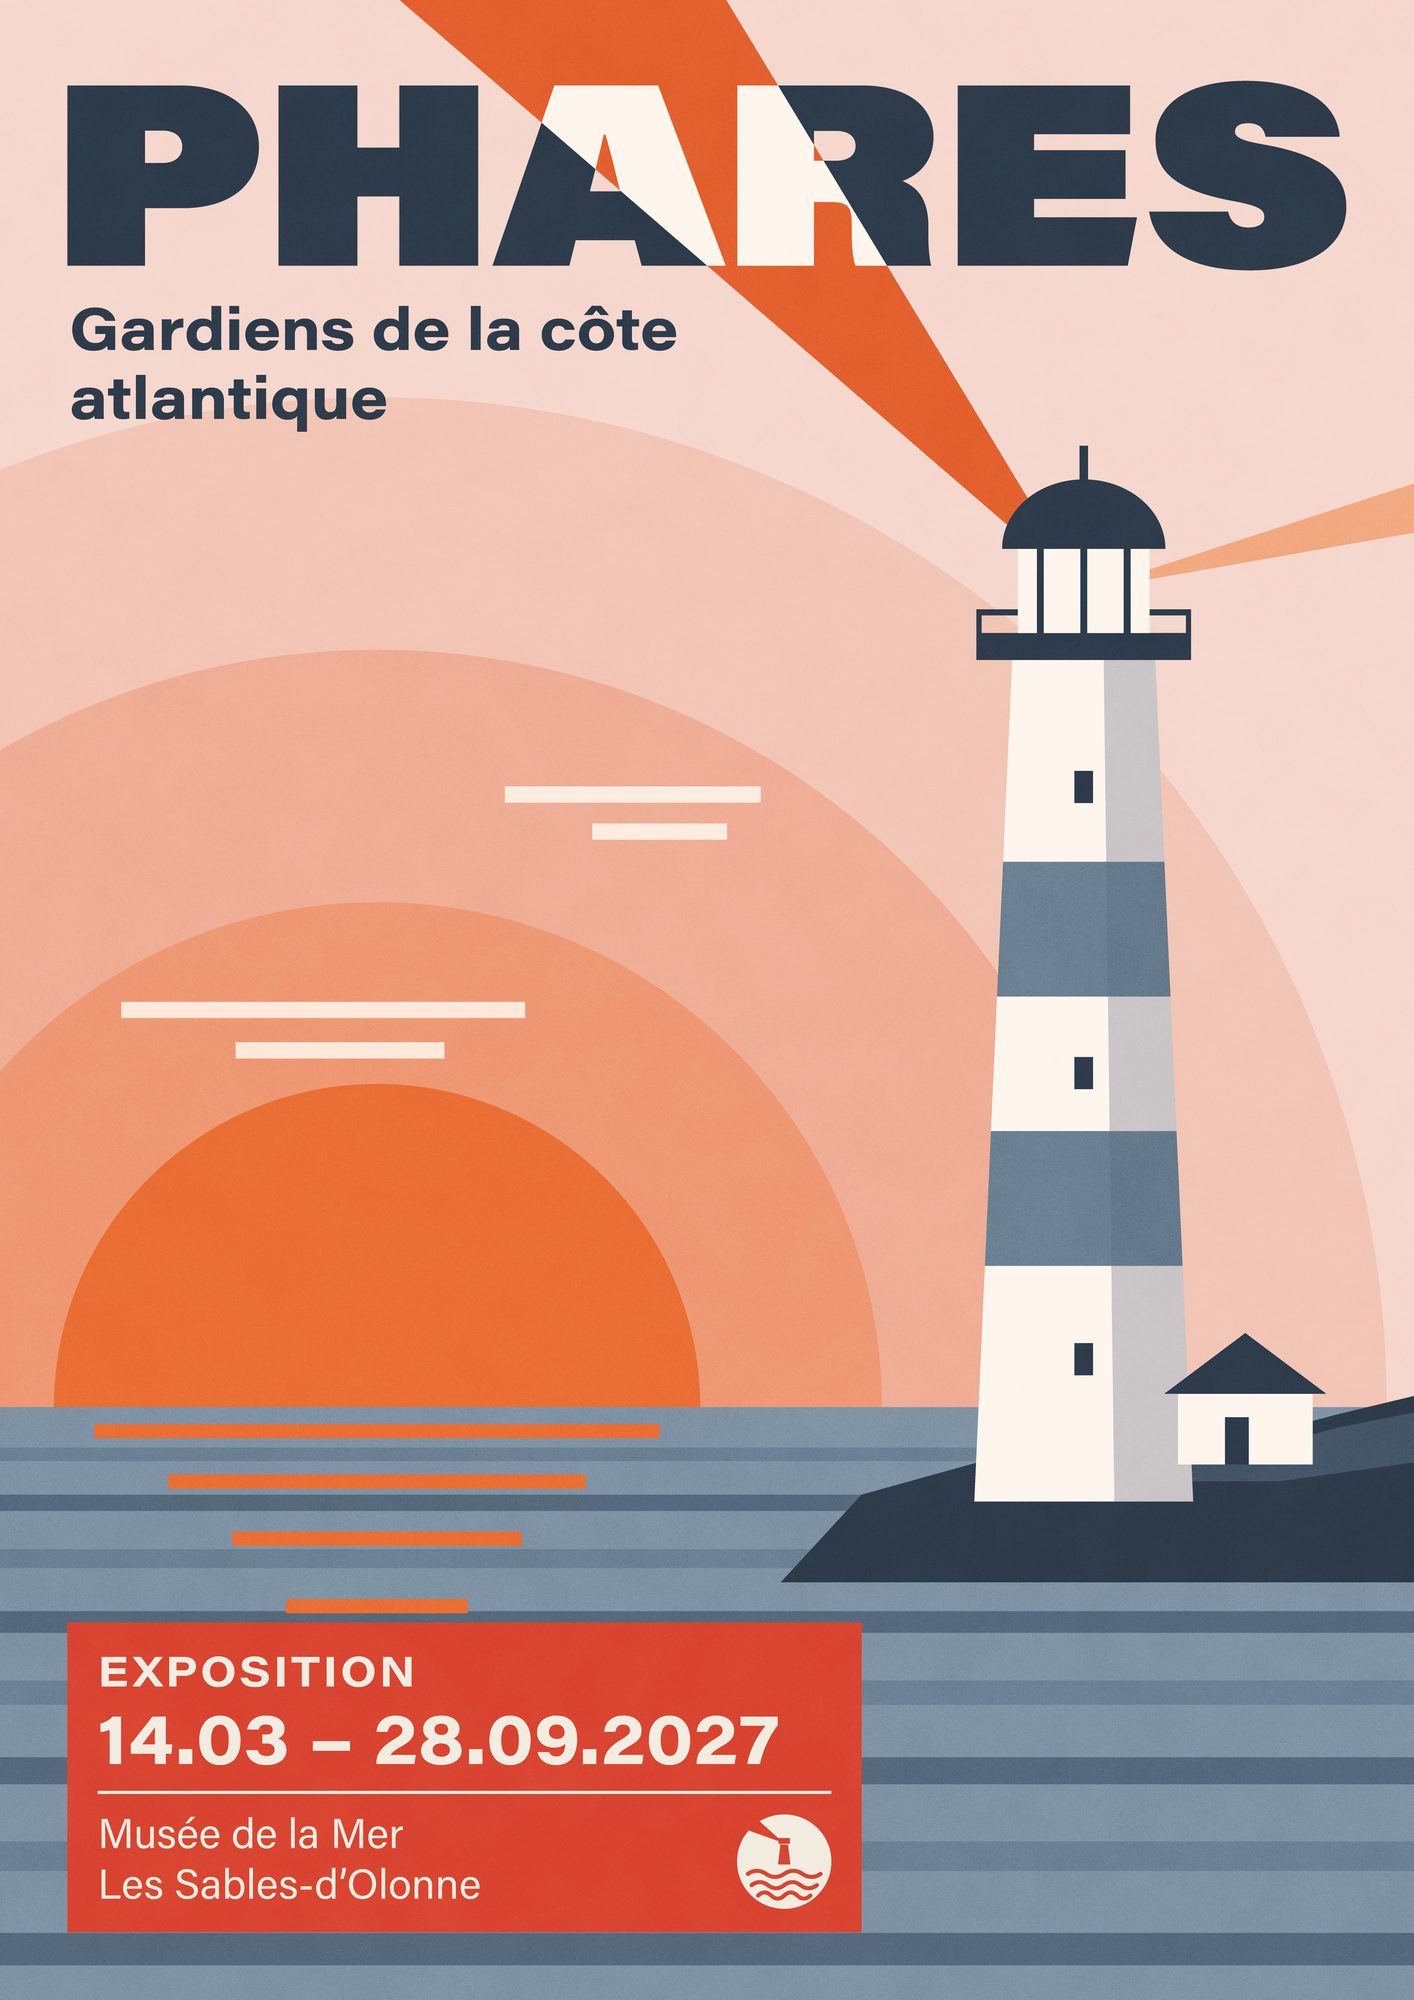 PHARES
Gardiens de la côte
atlantique
EXPOSITION
14.03 – 28.09.2027
Musée de la Mer
Les Sables-d’Olonne